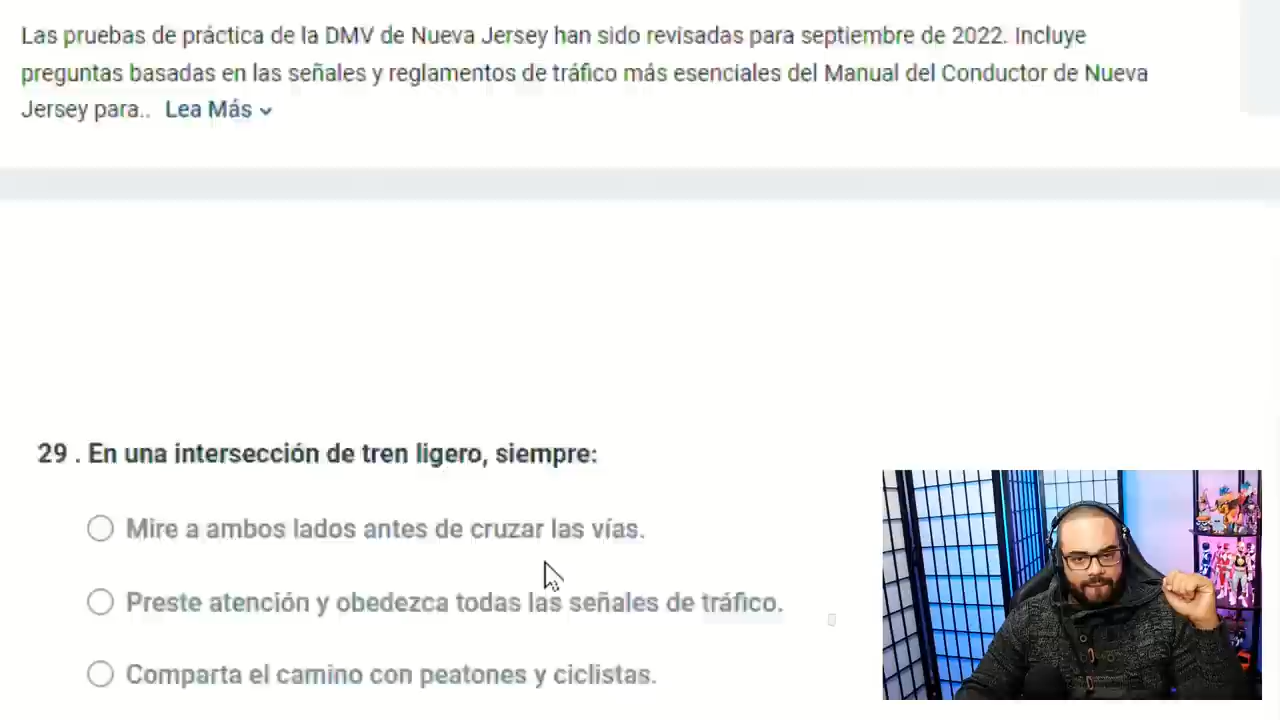 Las pruebas de práctica de la DMV de Nueva Jersey han sido revisadas para septiembre de 2022. Incluye
preguntas basadas en las señales y reglamentos de tráfico más esenciales del Manual del Conductor de Nueva
Jersey para.. Lea Más
29 . En una intersección de tren ligero, siempre:
Mire a ambos lados antes de cruzar las vías.
Preste atención y obedezca todas las señales de tráfico.
Comparta el camino con peatones y ciclistas.